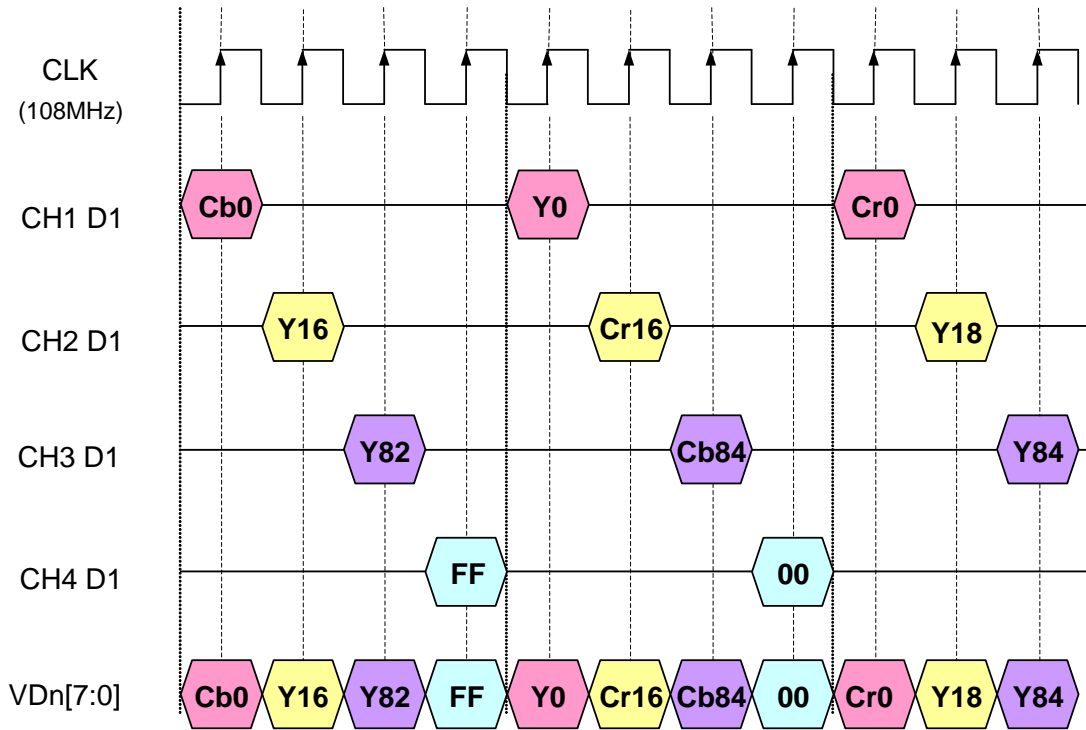 CLK
(108MHz)
CH1 D1
Cb0
Y0
Cr0
CH2 D1
Y16
Cr16
Y18
CH3 D1
Y82
Cb84
Y84
CH4 D1
FF
00
VDn[7:0]
Cb0
Y16
Y82
FF
Y0
Cr16
Cb84
00
Cr0
Y18
Y84